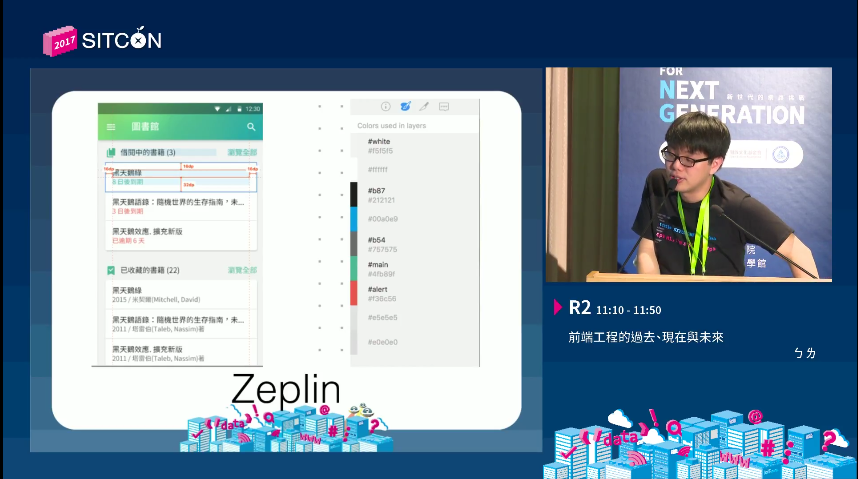 2017 SITCON
12:30
圖書館
借閱中的書籍 (3) 瀏覽全部
16dp
黑天鵝綠
8 日後到期
32dp
黑天鵝語錄：隨機世界的生存指南，未...
3 日後到期
黑天鵝效應, 擴充新版
已逾期 6 天
已收藏的書籍 (22) 瀏覽全部
黑天鵝綠
2015 / 米契爾(Mitchell, David)
黑天鵝語錄：隨機世界的生存指南，未...
2011 / 塔雷伯(Taleb, Nassim)著
黑天鵝效應, 擴充新版
2011 / 塔雷伯(Taleb, Nassim)著
Colors used in layers
#white
#f5f5f5
#ffffff
#b87
#212121
#00a0e9
#b54
#757575
#main
#4fb89f
#alert
#f38c56
#e5e5e5
#e0e0e0
Zeplin
data
www
FOR
NEXT
GENERATION
院
學館
R2 11:10 - 11:50
前端工程的過去、現在與未來
ㄅㄌ
data
www